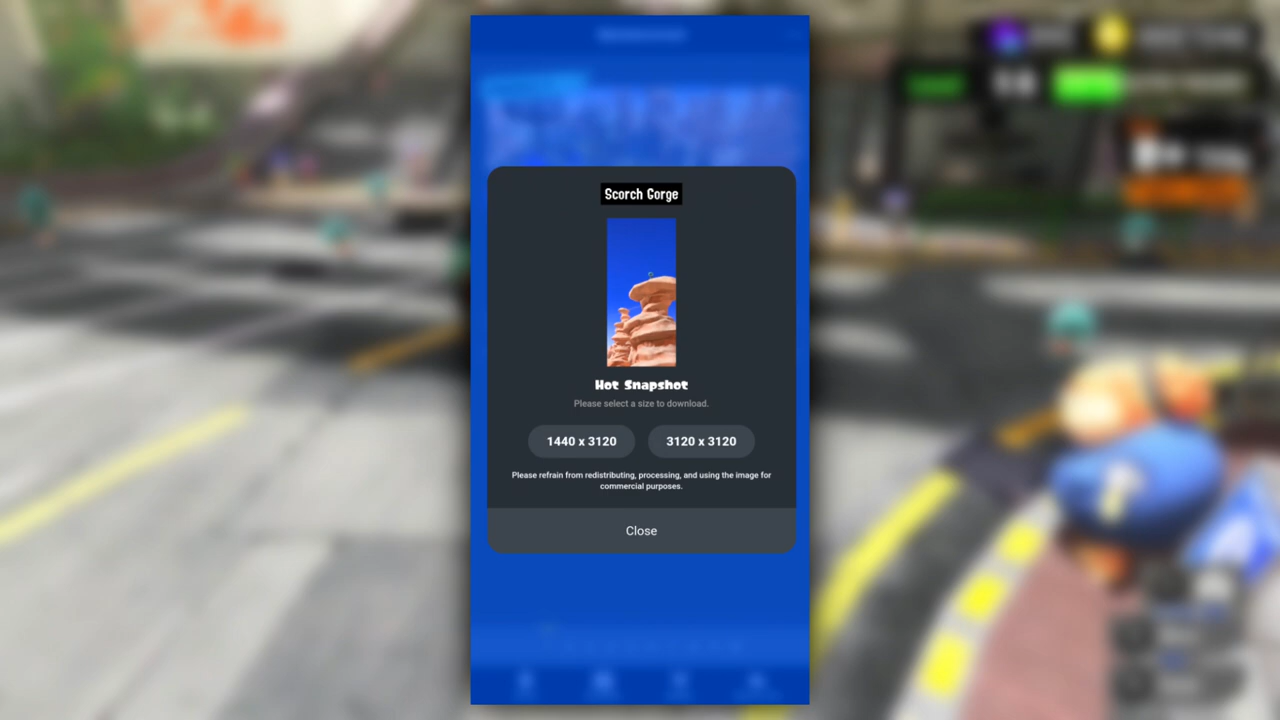 Scorch Gorge
Hot Snapshot
Please select a size to download.
1440 x 3120
3120 x 3120
Please refrain from redistributing, processing, and using the image for
commercial purposes.
Close